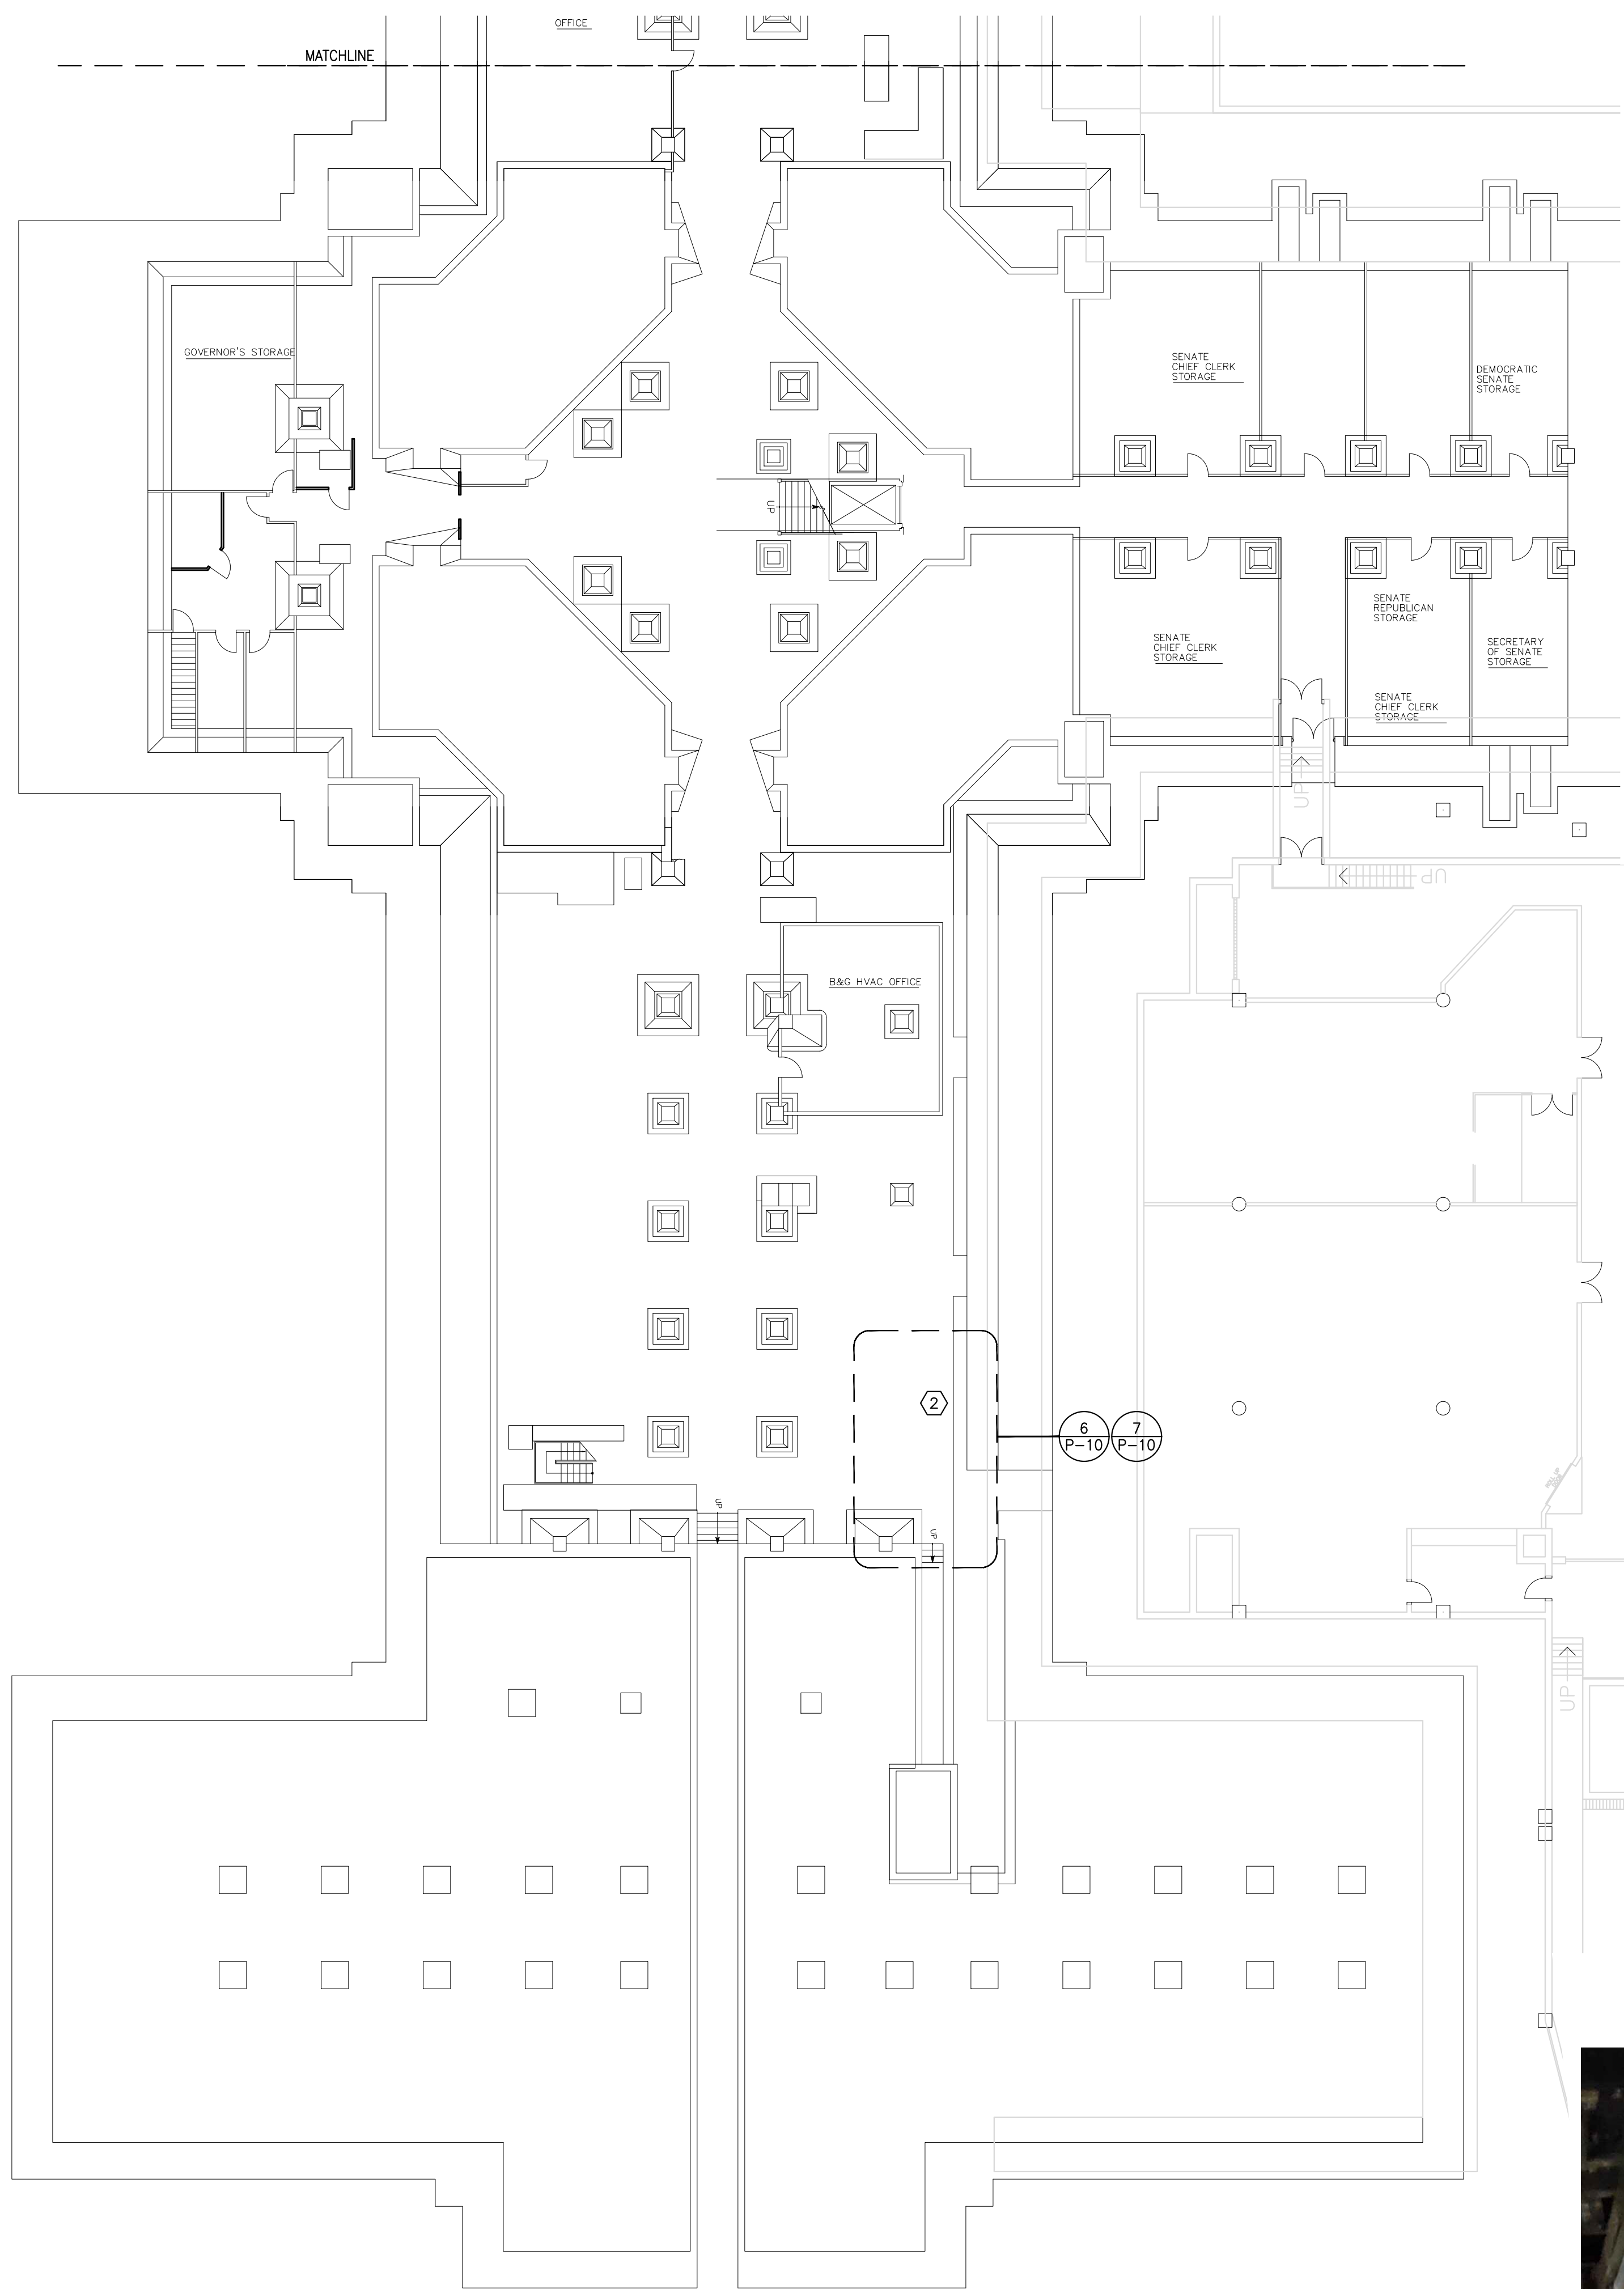 OFFICE
MATCHLINE
GOVERNOR'S STORAGE
SENATE
CHIEF CLERK
STORAGE
DEMOCRATIC
SENATE
STORAGE
UP
SENATE
REPUBLICAN
STORAGE
SENATE
CHIEF CLERK
STORAGE
SECRETARY
OF SENATE
STORAGE
SENATE
CHIEF CLERK
STORAGE
UP
UP
B&G HVAC OFFICE
2
6
P-10
7
P-10
UP
UP
UP